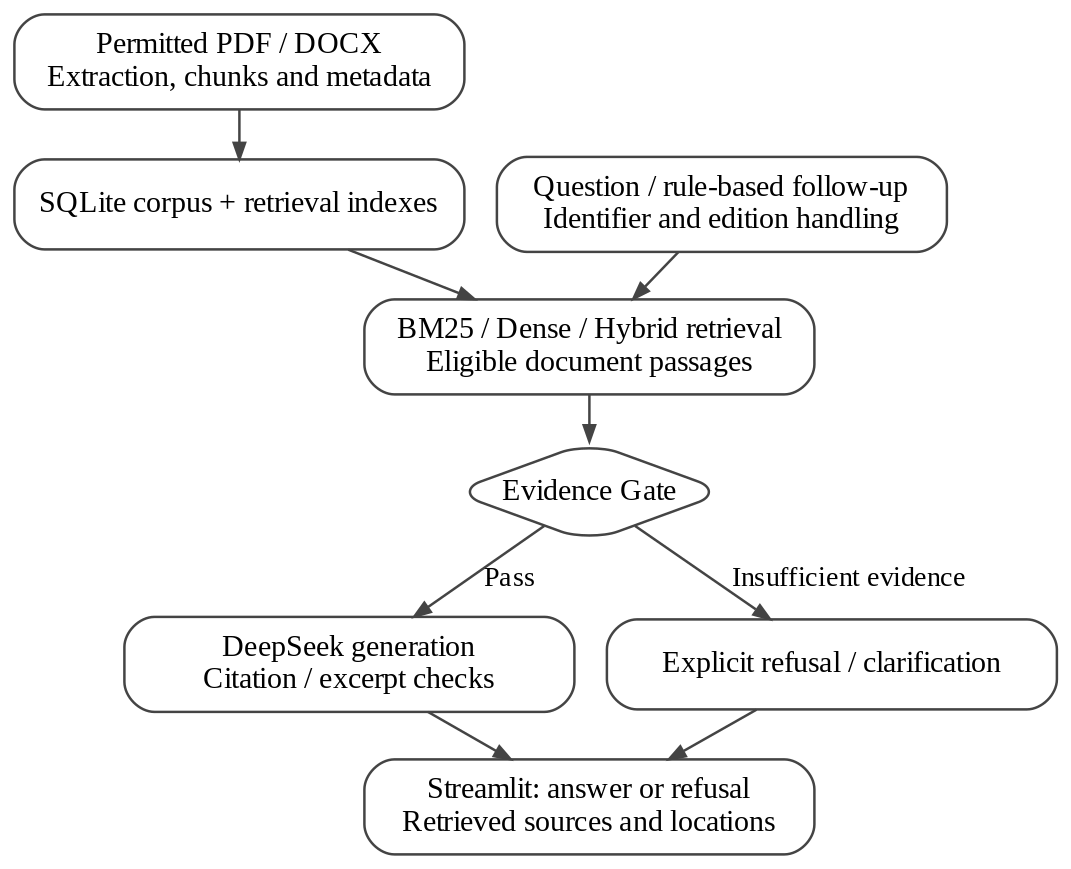 Permitted PDF / DOCX
Extraction, chunks and metadata
SQLite corpus + retrieval indexes
Question / rule-based follow-up
Identifier and edition handling
BM25 / Dense / Hybrid retrieval
Eligible document passages
Evidence Gate
Pass
Insufficient evidence
DeepSeek generation
Citation / excerpt checks
Explicit refusal / clarification
Streamlit: answer or refusal
Retrieved sources and locations